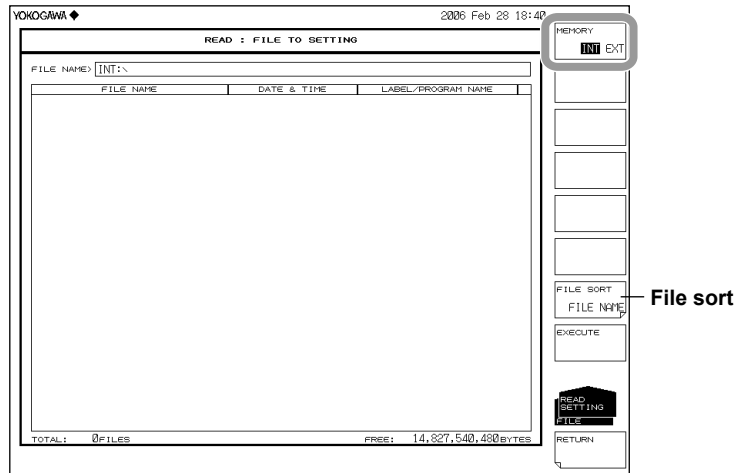 YOKOGAWA ◆
2006 Feb 28 18:40
READ : FILE TO SETTING
MEMORY
INT EXT
FILE NAME> INT:\
FILE NAME DATE & TIME LABEL/PROGRAM NAME
FILE SORT
FILE NAME
File sort
EXECUTE
READ
SETTING
FILE
TOTAL: 0FILES FREE: 14,827,540,480BYTES
RETURN